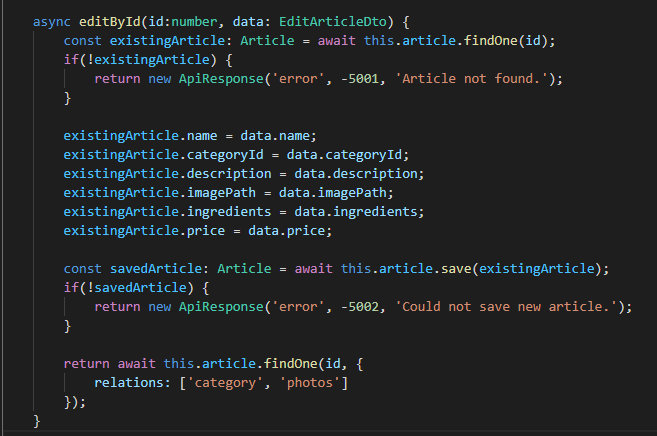 async editById(id:number, data: EditArticleDto) {
const existingArticle: Article = await this.article.findOne(id);
if(!existingArticle) {
return new ApiResponse('error', -5001, 'Article not found.');
}
existingArticle.name = data.name;
existingArticle.categoryId = data.categoryId;
existingArticle.description = data.description;
existingArticle.imagePath = data.imagePath;
existingArticle.ingredients = data.ingredients;
existingArticle.price = data.price;
const savedArticle: Article = await this.article.save(existingArticle);
if(!savedArticle) {
return new ApiResponse('error', -5002, 'Could not save new article.');
}
return await this.article.findOne(id, {
relations: ['category', 'photos']
});
}